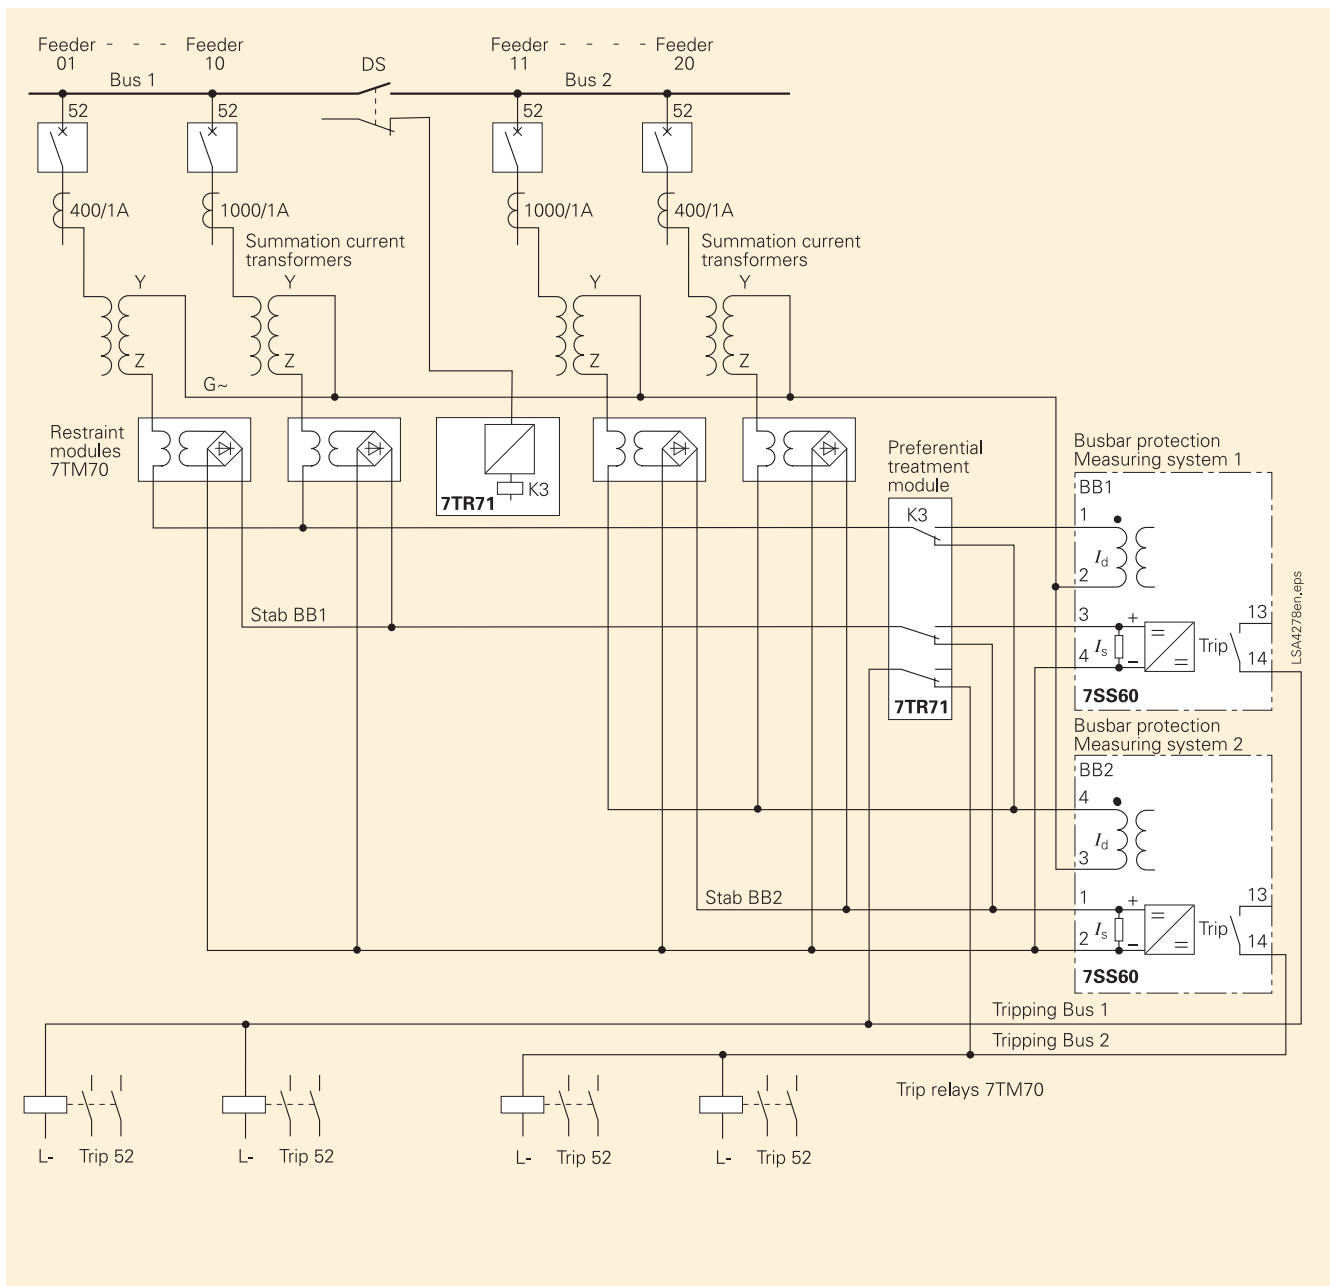 Feeder - - - Feeder
01 10
DS
Feeder - - - - Feeder
11 20
Bus 1
Bus 2
52
52
52
52
400/1A
1000/1A
1000/1A
400/1A
Summation current
transformers
Summation current
transformers
Y
Y
Y
Y
Z
Z
Z
Z
G~
Restraint
modules
7TM70
K3
7TR71
Preferential
treatment
module
K3
7TR71
Busbar protection
Measuring system 1
BB1
1
Id
2
3
+
Is
4
–
=
=
Trip
13
14
7SS60
LSA4278en.eps
Stab BB1
Busbar protection
Measuring system 2
BB2
4
Id
3
1
+
Is
2
–
=
=
Trip
13
14
7SS60
Stab BB2
Tripping Bus 1
Tripping Bus 2
Trip relays 7TM70
L- Trip 52
L- Trip 52
L- Trip 52
L- Trip 52